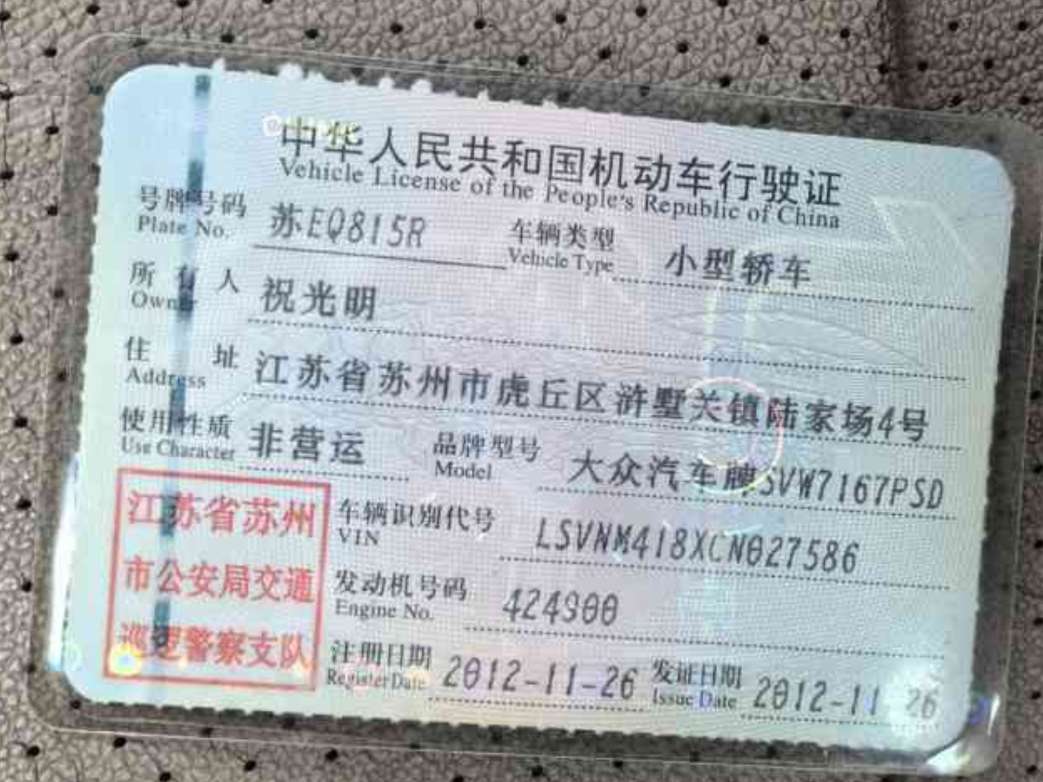 中华人民共和国机动车行驶证
Vehicle License of the People's Republic of China
号牌号码 苏EQ815R 车辆类型 小型轿车
Plate No. Vehicle Type
所有人 祝光明
Owner
住址 江苏省苏州市虎丘区浒墅关镇陆家场4号
Address
使用性质 非营运 品牌型号 大众汽车牌SVW7167PSD
Use Character Model
江苏省苏州 车辆识别代号 LSVNM418XCN027586
VIN
市公安局交通 发动机号码
Engine No.
巡逻警察支队 注册日期 2012-11-26 发证日期 2012-11-26
Register Date Issue Date